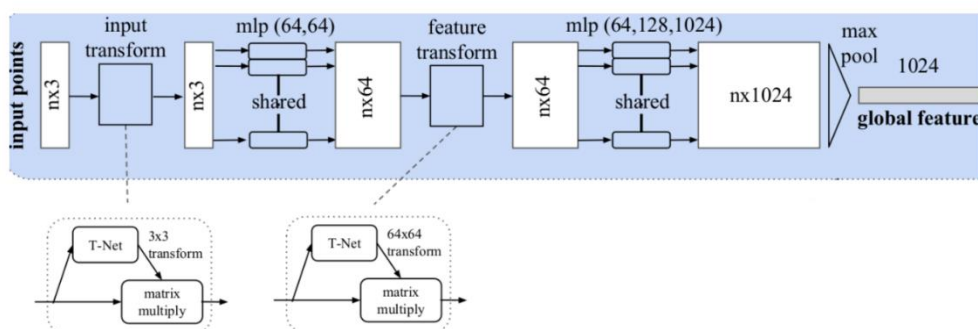 input points
nx3
input
transform
nx3
mlp (64,64)
shared
nx64
feature
transform
nx64
mlp (64,128,1024)
shared
nx1024
max
pool
1024
global feature
T-Net
3x3
transform
matrix
multiply
T-Net
64x64
transform
matrix
multiply